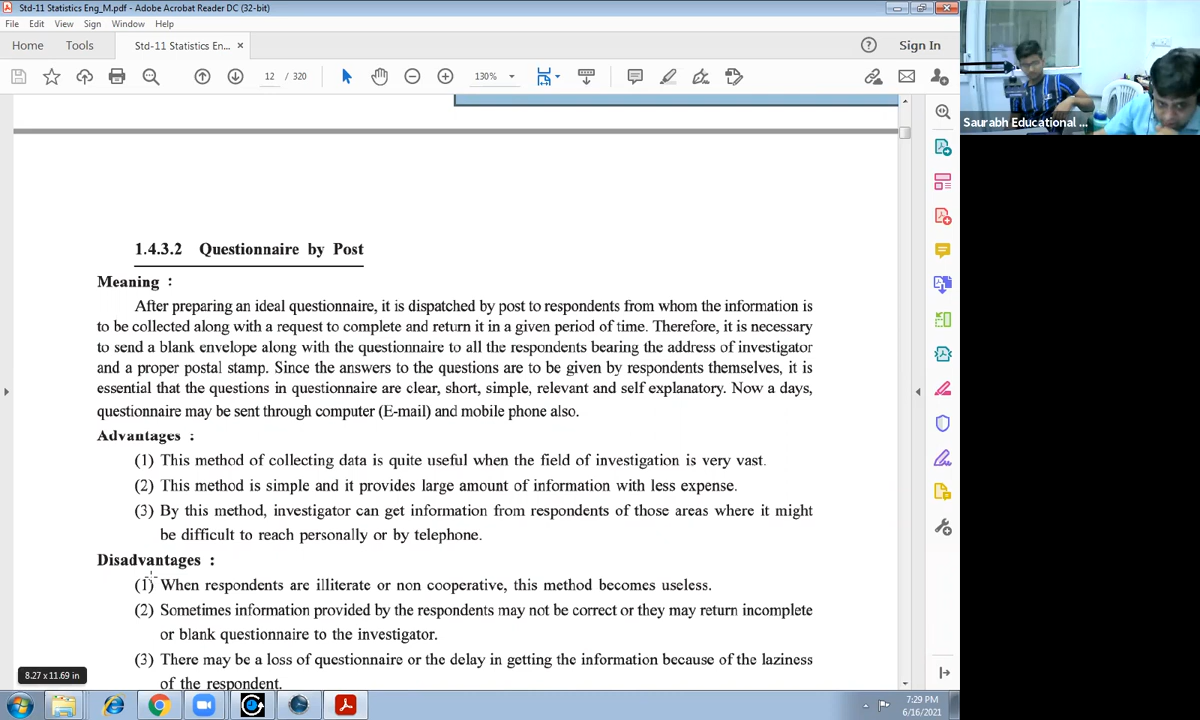 Std-11 Statistics Eng_M.pdf - Adobe Acrobat Reader DC (32-bit)
File Edit View Sign Window Help
Home Tools Std-11 Statistics En... × Sign In
12 / 320 130%
Saurabh Educational ...
1.4.3.2 Questionnaire by Post
Meaning :
After preparing an ideal questionnaire, it is dispatched by post to respondents from whom the information is
to be collected along with a request to complete and return it in a given period of time. Therefore, it is necessary
to send a blank envelope along with the questionnaire to all the respondents bearing the address of investigator
and a proper postal stamp. Since the answers to the questions are to be given by respondents themselves, it is
essential that the questions in questionnaire are clear, short, simple, relevant and self explanatory. Now a days,
questionnaire may be sent through computer (E-mail) and mobile phone also.
Advantages :
(1) This method of collecting data is quite useful when the field of investigation is very vast.
(2) This method is simple and it provides large amount of information with less expense.
(3) By this method, investigator can get information from respondents of those areas where it might
be difficult to reach personally or by telephone.
Disadvantages :
(1) When respondents are illiterate or non cooperative, this method becomes useless.
(2) Sometimes information provided by the respondents may not be correct or they may return incomplete
or blank questionnaire to the investigator.
(3) There may be a loss of questionnaire or the delay in getting the information because of the laziness
of the respondent.
8.27 x 11.69 in
7:29 PM
6/16/2021